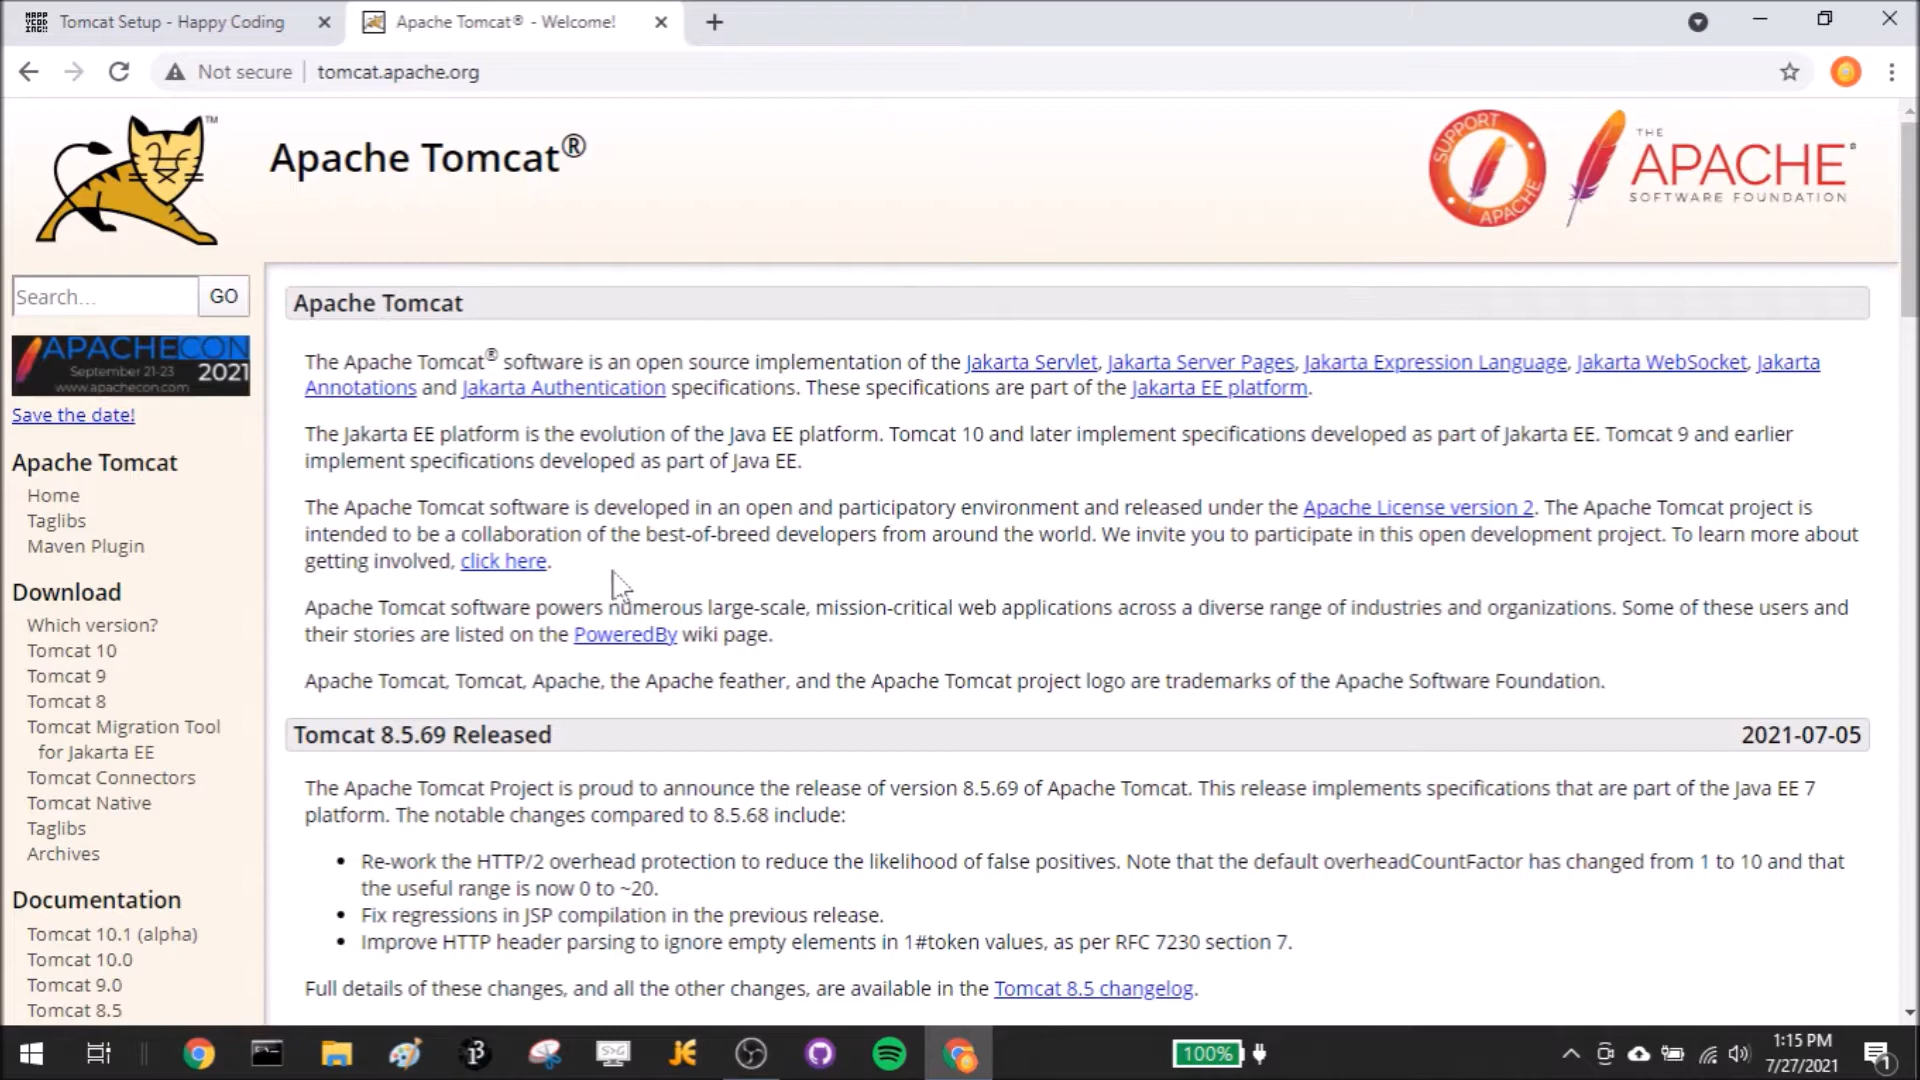 Tomcat Setup - Happy Coding
Apache Tomcat® - Welcome!
Not secure
tomcat.apache.org
TM
Apache Tomcat®
SUPPORT
APACHE
THE
APACHE
SOFTWARE FOUNDATION
Search...
GO
APACHECON
September 21-23
2021
www.apachecon.com
Save the date!
Apache Tomcat
Home
Taglibs
Maven Plugin
Download
Which version?
Tomcat 10
Tomcat 9
Tomcat 8
Tomcat Migration Tool
for Jakarta EE
Tomcat Connectors
Tomcat Native
Taglibs
Archives
Documentation
Tomcat 10.1 (alpha)
Tomcat 10.0
Tomcat 9.0
Tomcat 8.5
Apache Tomcat
The Apache Tomcat® software is an open source implementation of the Jakarta Servlet, Jakarta Server Pages, Jakarta Expression Language, Jakarta WebSocket, Jakarta
Annotations and Jakarta Authentication specifications. These specifications are part of the Jakarta EE platform.
The Jakarta EE platform is the evolution of the Java EE platform. Tomcat 10 and later implement specifications developed as part of Jakarta EE. Tomcat 9 and earlier
implement specifications developed as part of Java EE.
The Apache Tomcat software is developed in an open and participatory environment and released under the Apache License version 2. The Apache Tomcat project is
intended to be a collaboration of the best-of-breed developers from around the world. We invite you to participate in this open development project. To learn more about
getting involved, click here.
Apache Tomcat software powers numerous large-scale, mission-critical web applications across a diverse range of industries and organizations. Some of these users and
their stories are listed on the PoweredBy wiki page.
Apache Tomcat, Tomcat, Apache, the Apache feather, and the Apache Tomcat project logo are trademarks of the Apache Software Foundation.
Tomcat 8.5.69 Released
2021-07-05
The Apache Tomcat Project is proud to announce the release of version 8.5.69 of Apache Tomcat. This release implements specifications that are part of the Java EE 7
platform. The notable changes compared to 8.5.68 include:
• Re-work the HTTP/2 overhead protection to reduce the likelihood of false positives. Note that the default overheadCountFactor has changed from 1 to 10 and that
the useful range is now 0 to ~20.
• Fix regressions in JSP compilation in the previous release.
• Improve HTTP header parsing to ignore empty elements in 1#token values, as per RFC 7230 section 7.
Full details of these changes, and all the other changes, are available in the Tomcat 8.5 changelog.
100%
1:15 PM
7/27/2021
1